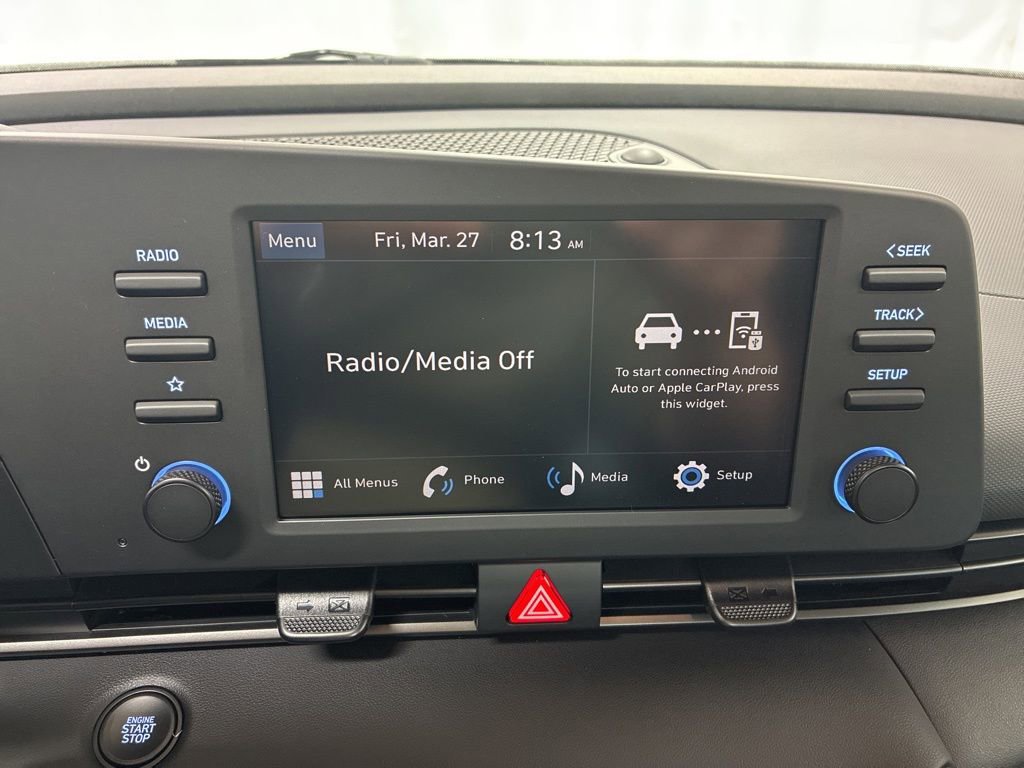 RADIO
MEDIA
Menu
Fri, Mar. 27
8:13 AM
Radio/Media Off
To start connecting Android
Auto or Apple CarPlay, press
this widget.
All Menus
Phone
Media
Setup
<SEEK
TRACK>
SETUP
ENGINE
START
STOP